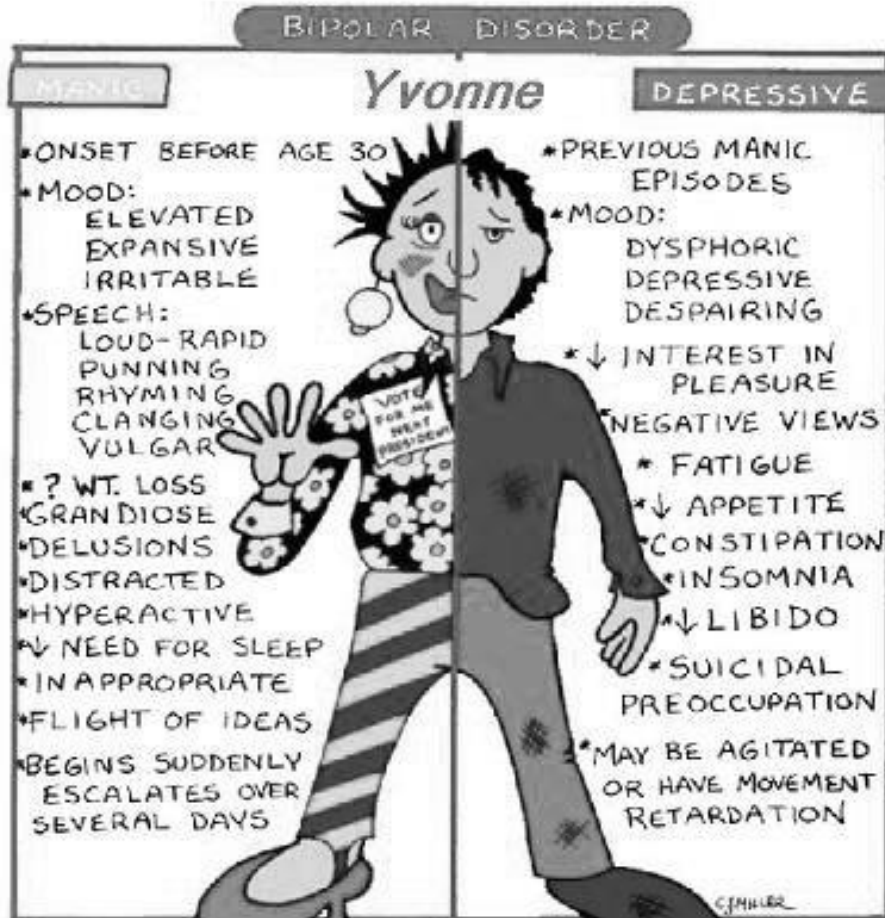 BIPOLAR DISORDER
MANIC
Yvonne
DEPRESSIVE
*ONSET BEFORE AGE 30
*MOOD:
ELEVATED
EXPANSIVE
IRRITABLE
*SPEECH:
LOUD-RAPID
PUNNING
RHYMING
CLANGING
VULGAR
*? WT. LOSS
*GRANDIOSE
*DELUSIONS
*DISTRACTED
*HYPERACTIVE
*↓ NEED FOR SLEEP
*INAPPROPRIATE
*FLIGHT OF IDEAS
*BEGINS SUDDENLY
ESCALATES OVER
SEVERAL DAYS
VOTE
FOR ME
NEXT
PRESIDENT
*PREVIOUS MANIC
EPISODES
*MOOD:
DYSPHORIC
DEPRESSIVE
DESPAIRING
*↓ INTEREST IN
PLEASURE
*NEGATIVE VIEWS
*FATIGUE
*↓ APPETITE
*CONSTIPATION
*INSOMNIA
*↓ LIBIDO
*SUICIDAL
PREOCCUPATION
*MAY BE AGITATED
OR HAVE MOVEMENT
RETARDATION
C.J.MILLER